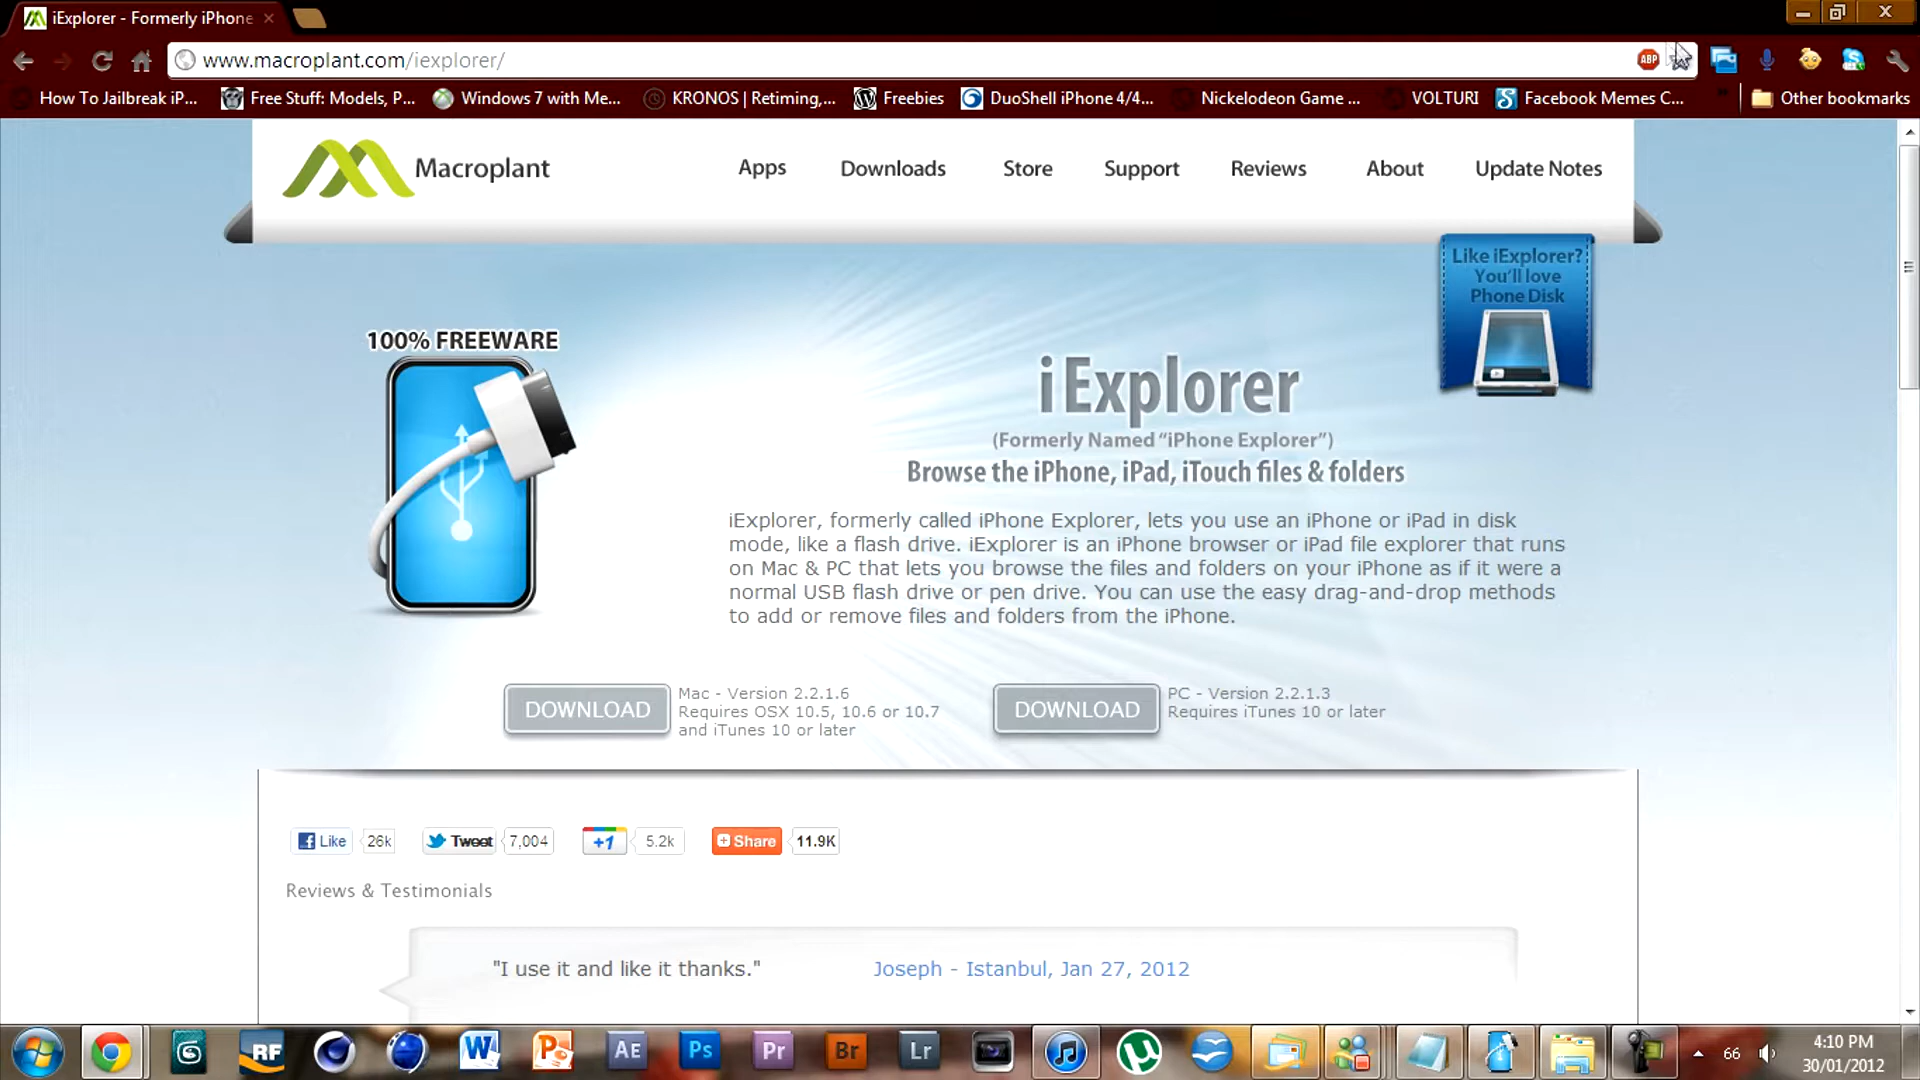 iExplorer - Formerly iPhone
www.macroplant.com/iexplorer/
ABP
How To Jailbreak iP...
Free Stuff: Models, P...
Windows 7 with Me...
KRONOS | Retiming,...
Freebies
DuoShell iPhone 4/4...
Nickelodeon Game ...
VOLTURI
Facebook Memes C...
Other bookmarks
Macroplant
Apps
Downloads
Store
Support
Reviews
About
Update Notes
Like iExplorer?
You'll love
Phone Disk
100% FREEWARE
iExplorer
(Formerly Named "iPhone Explorer")
Browse the iPhone, iPad, iTouch files & folders
iExplorer, formerly called iPhone Explorer, lets you use an iPhone or iPad in disk
mode, like a flash drive. iExplorer is an iPhone browser or iPad file explorer that runs
on Mac & PC that lets you browse the files and folders on your iPhone as if it were a
normal USB flash drive or pen drive. You can use the easy drag-and-drop methods
to add or remove files and folders from the iPhone.
DOWNLOAD
Mac - Version 2.2.1.6
Requires OSX 10.5, 10.6 or 10.7
and iTunes 10 or later
DOWNLOAD
PC - Version 2.2.1.3
Requires iTunes 10 or later
Like
26k
Tweet
7,004
+1
5.2k
Share
11.9K
Reviews & Testimonials
"I use it and like it thanks."
Joseph - Istanbul, Jan 27, 2012
RF
AE
Ps
Pr
Br
Lr
66
4:10 PM
30/01/2012